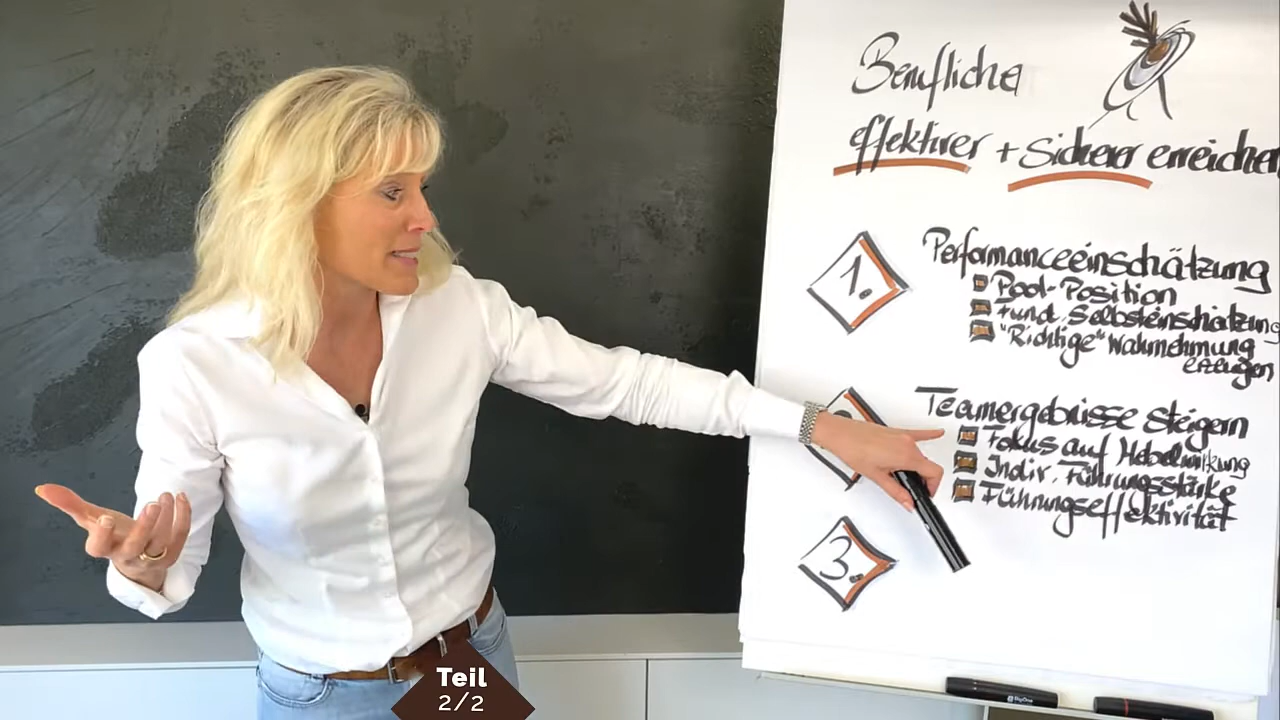 Berufliche
effektiver + Sicherer erreichen
1.
Performanceeinschätzung
Pool-Position
Fund. Selbsteinschätzung
"Richtige" Wahrnehmung
erzeugen
Teamergebnisse steigern
Fokus auf Hebelwirkung
Indiv. Führungsstärke
Führungseffektivität
3.
Teil
2/2